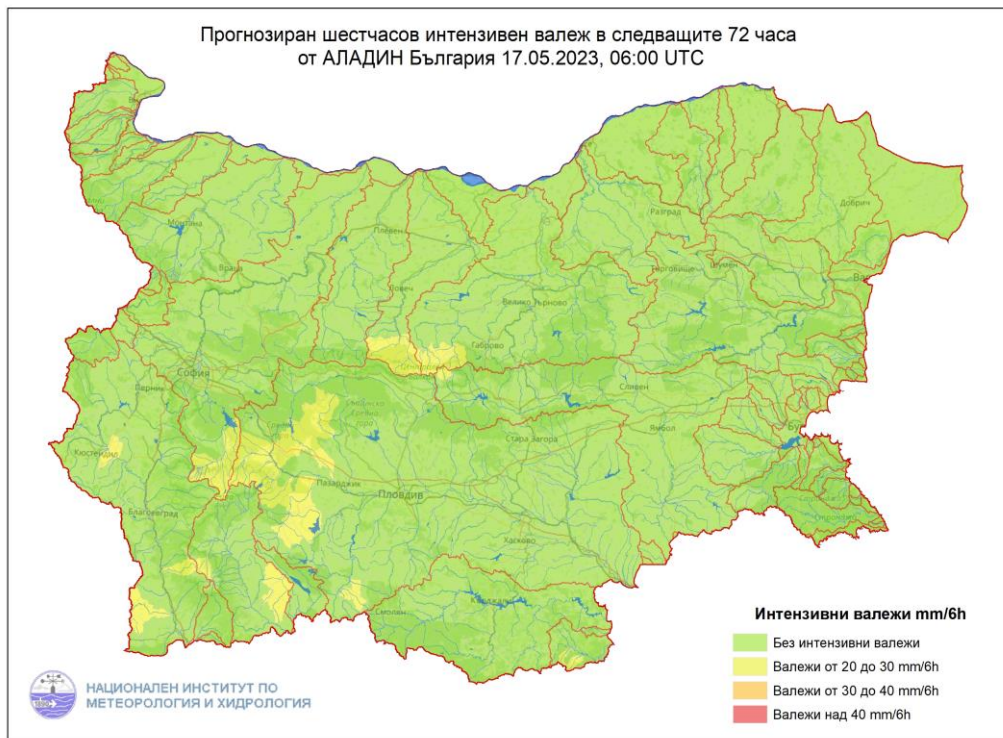 Прогнозиран шестчасов интензивен валеж в следващите 72 часа
от АЛАДИН България 17.05.2023, 06:00 UTC
Добрич
Разград
Монтана
Плевен
Търговище
Шумен
Враца
Ловеч
Велико Търново
Габрово
София
Перник
Сливен
Ямбол
Стара Загора
Кюстендил
Пазарджик
Пловдив
Благоевград
Хасково
Смолян
Интензивни валежи mm/6h
Без интензивни валежи
Валежи от 20 до 30 mm/6h
Валежи от 30 до 40 mm/6h
Валежи над 40 mm/6h
НАЦИОНАЛЕН ИНСТИТУТ ПО
МЕТЕОРОЛОГИЯ И ХИДРОЛОГИЯ